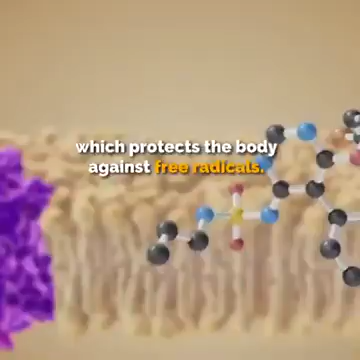 which protects the body
against free radicals.